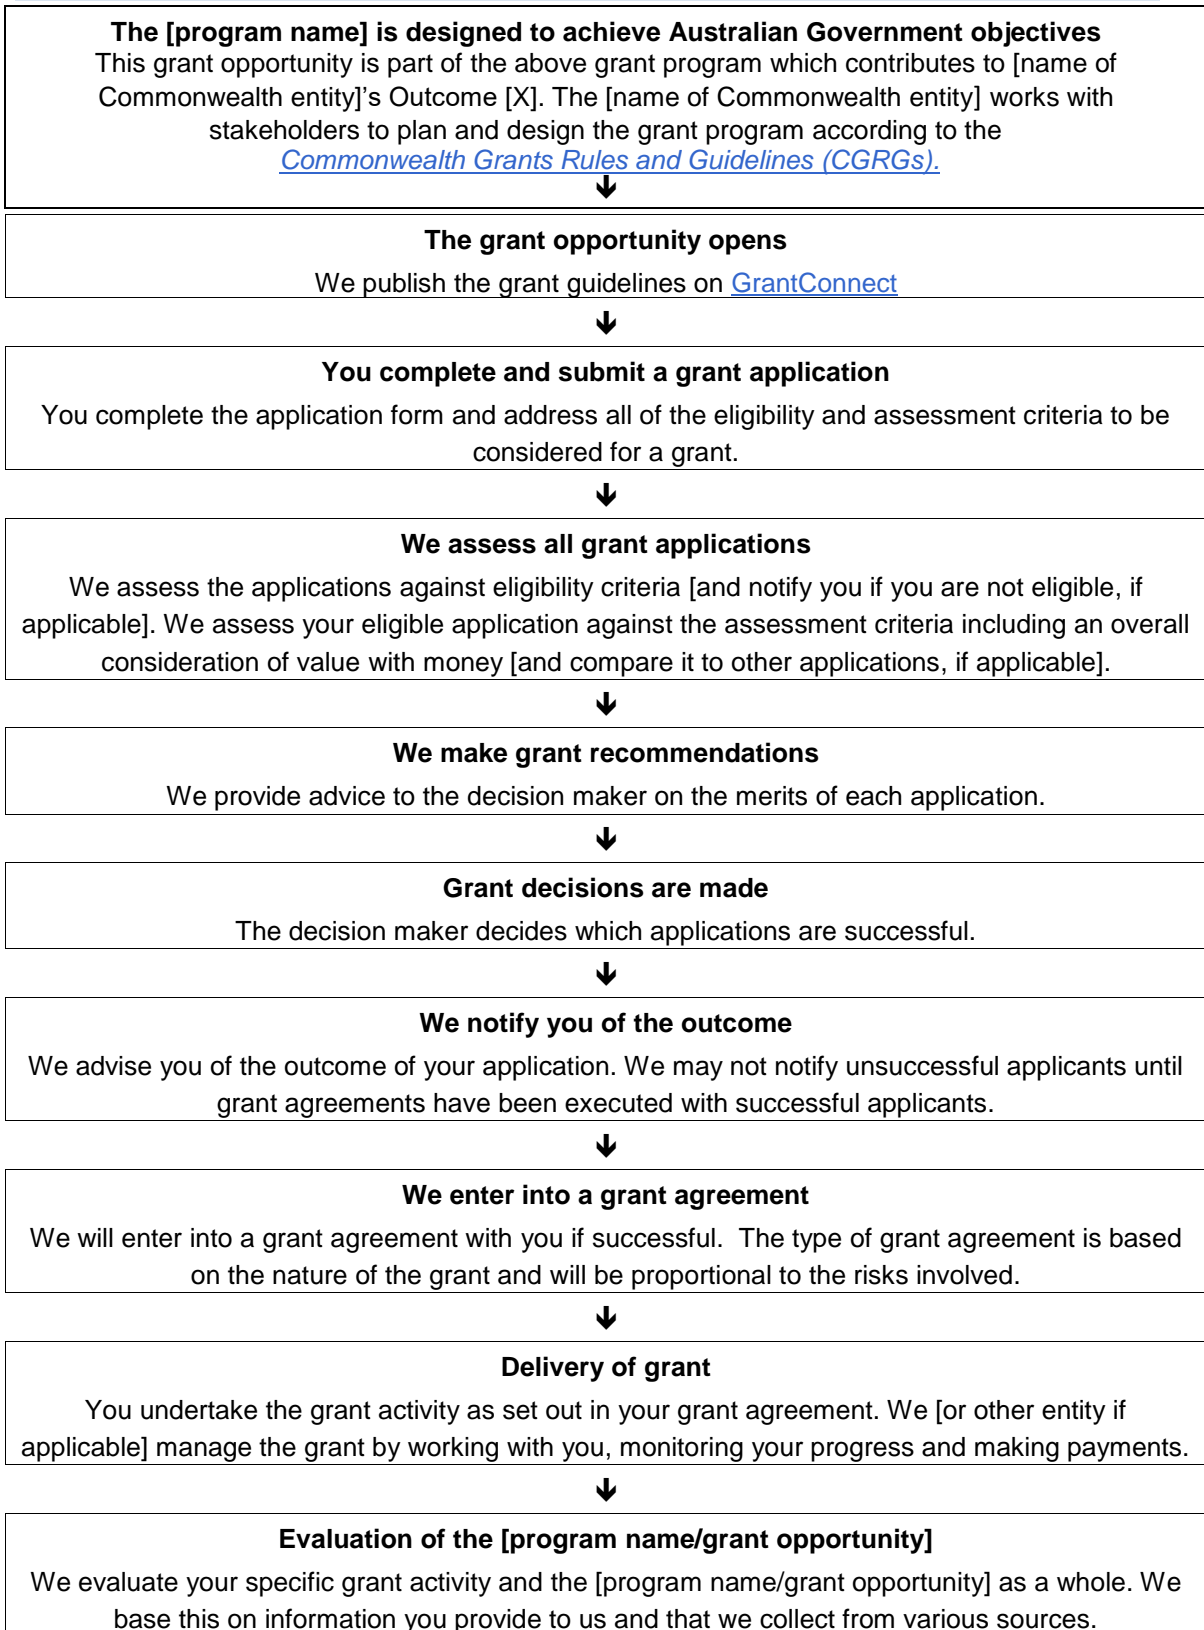 The [program name] is designed to achieve Australian Government objectives
This grant opportunity is part of the above grant program which contributes to [name of
Commonwealth entity]'s Outcome [X]. The [name of Commonwealth entity] works with
stakeholders to plan and design the grant program according to the
Commonwealth Grants Rules and Guidelines (CGRGs).
The grant opportunity opens
We publish the grant guidelines on GrantConnect
You complete and submit a grant application
You complete the application form and address all of the eligibility and assessment criteria to be
considered for a grant.
We assess all grant applications
We assess the applications against eligibility criteria [and notify you if you are not eligible, if
applicable]. We assess your eligible application against the assessment criteria including an overall
consideration of value with money [and compare it to other applications, if applicable].
We make grant recommendations
We provide advice to the decision maker on the merits of each application.
Grant decisions are made
The decision maker decides which applications are successful.
We notify you of the outcome
We advise you of the outcome of your application. We may not notify unsuccessful applicants until
grant agreements have been executed with successful applicants.
We enter into a grant agreement
We will enter into a grant agreement with you if successful.  The type of grant agreement is based
on the nature of the grant and will be proportional to the risks involved.
Delivery of grant
You undertake the grant activity as set out in your grant agreement. We [or other entity if
applicable] manage the grant by working with you, monitoring your progress and making payments.
Evaluation of the [program name/grant opportunity]
We evaluate your specific grant activity and the [program name/grant opportunity] as a whole. We
base this on information you provide to us and that we collect from various sources.